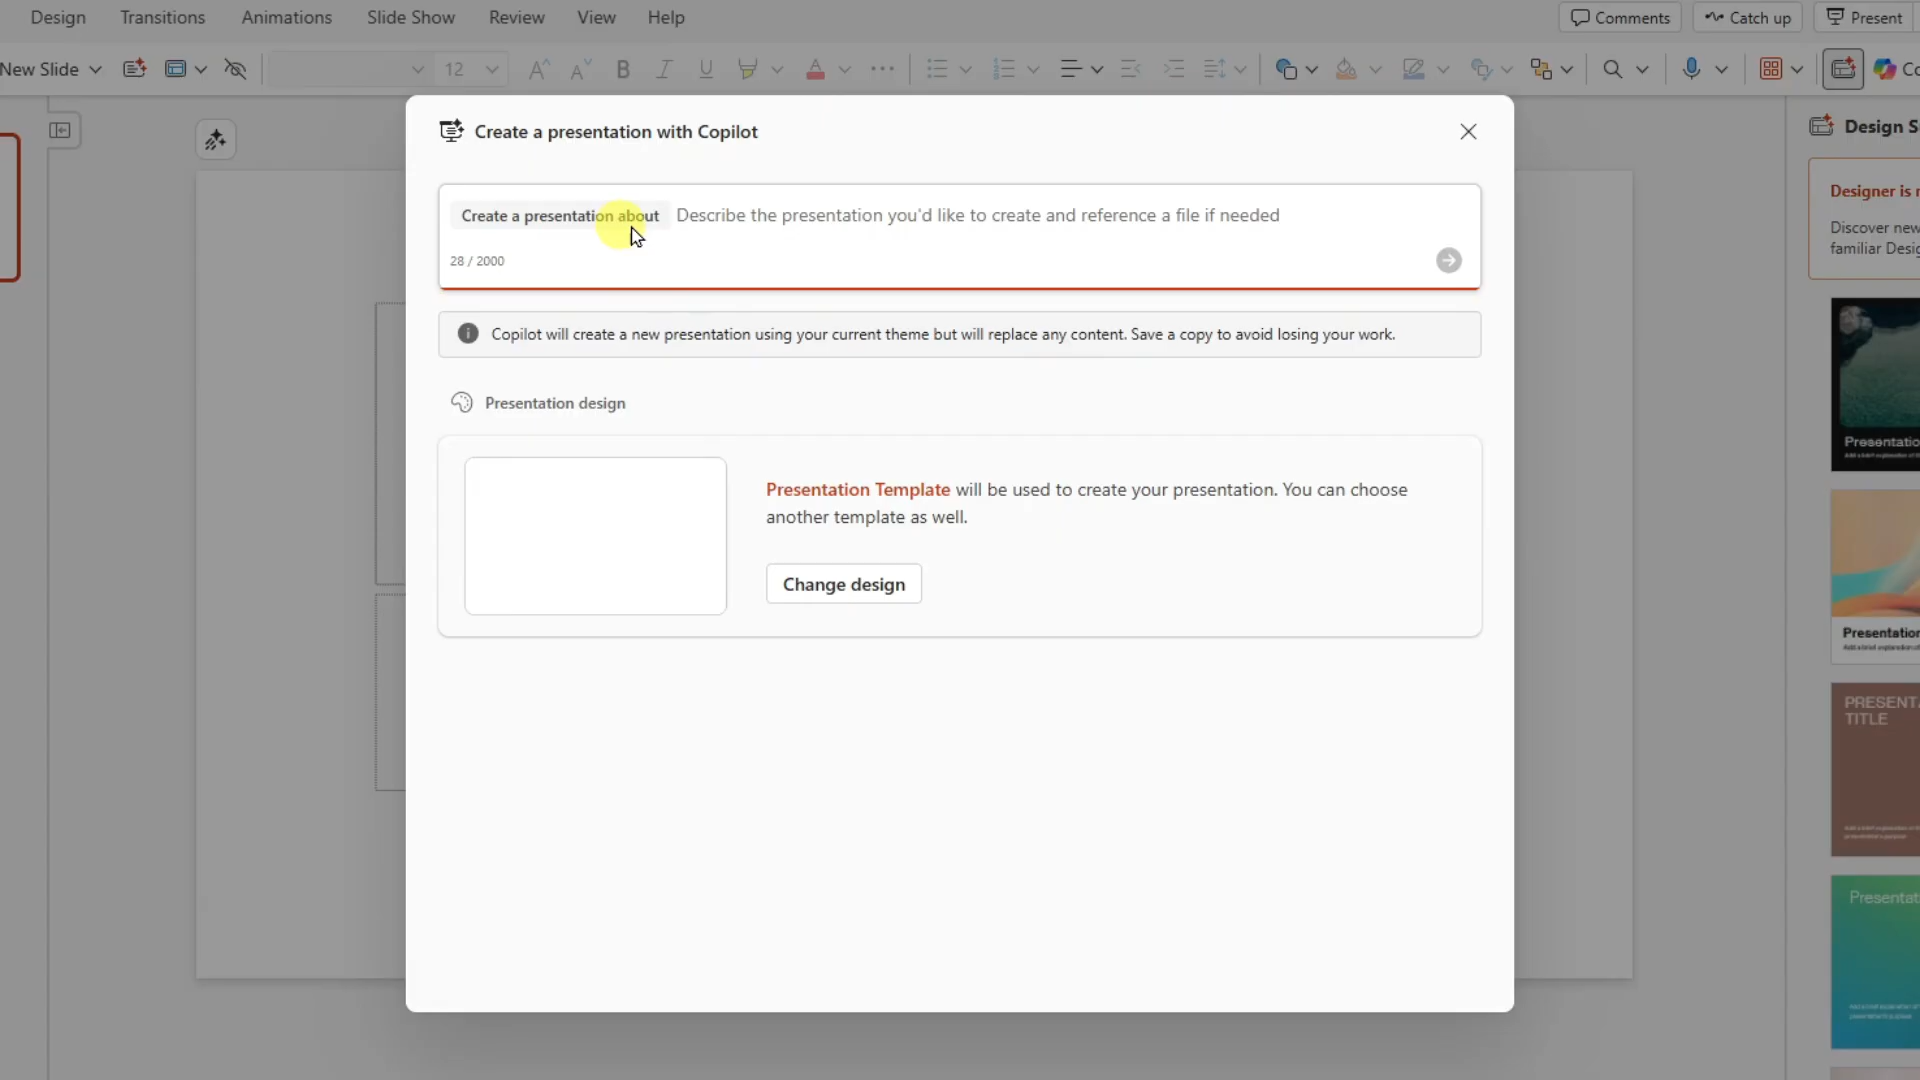 Design Transitions Animations Slide Show Review View Help Comments Catch up Present
New Slide 12
Create a presentation with Copilot
Create a presentation about Describe the presentation you'd like to create and reference a file if needed
28 / 2000
Copilot will create a new presentation using your current theme but will replace any content. Save a copy to avoid losing your work.
Presentation design
Presentation Template will be used to create your presentation. You can choose
another template as well.
Change design
Co
Design S
Designer is
Discover new
familiar Desig
Presentatio
Presentation
PRESENT
TITLE
Presentat